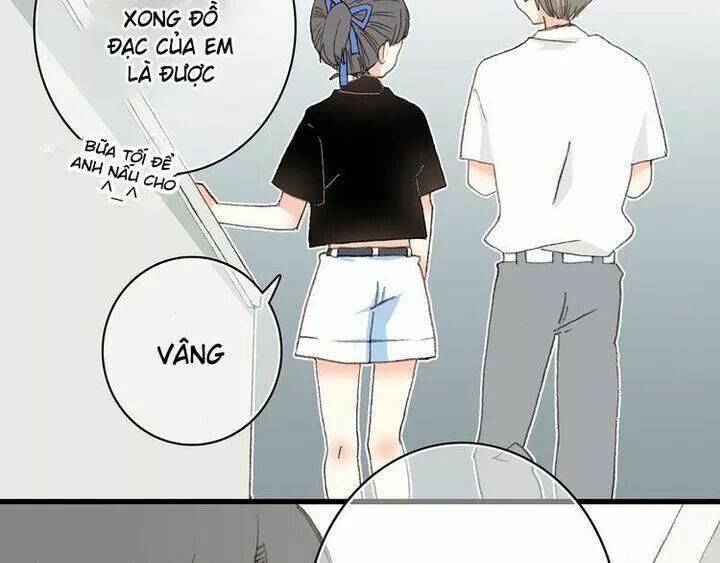 XONG ĐỒ
ĐẠC CỦA EM
LÀ ĐƯỢC
BỮA TỐI ĐỂ
ANH NẤU CHO
^_^
VÂNG